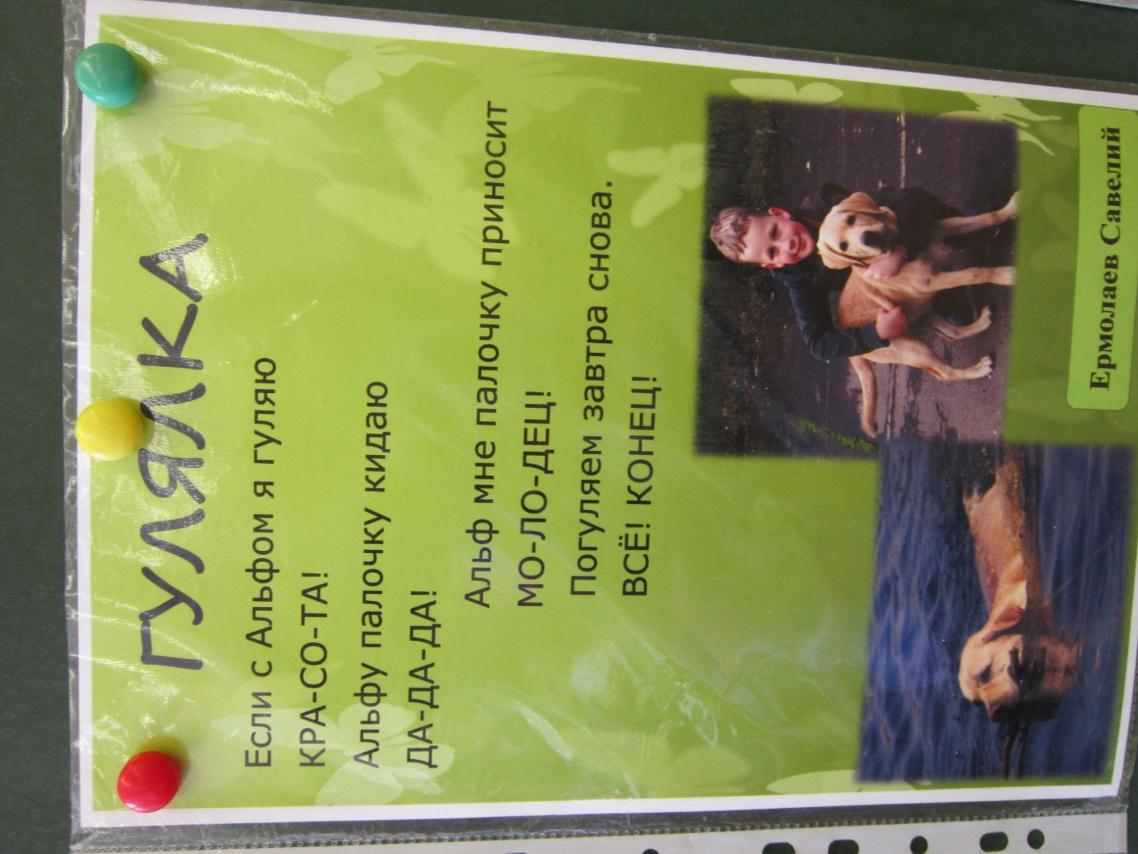 ГУЛЯЛКА
Если с Альфом я гуляю
КРА-СО-ТА!
Альфу палочку кидаю
ДА-ДА-ДА!
Альф мне палочку приносит
МО-ЛО-ДЕЦ!
Погуляем завтра снова.
ВСЁ! КОНЕЦ!
Ермолаев Савелий